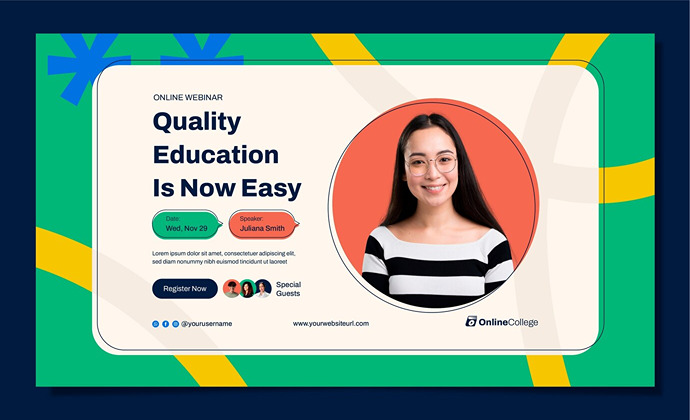 ONLINE WEBINAR
Quality
Education
Is Now Easy
Date:
Wed, Nov 29
Speaker:
Juliana Smith
Lorem ipsum dolor sit amet, consectetuer adipiscing elit,
sed diam nonummy nibh euismod tincidunt ut laoreet
Register Now
Special
Guests
@yourusername
www.yourwebsiteurl.com
OnlineCollege